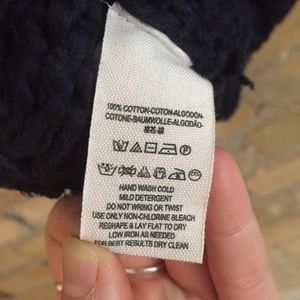 100% COTTON-COTON-ALGODÓN-
COTONE-BAUMWOLLE-ALGODÃO-
HAND WASH COLD
MILD DETERGENT
DO NOT WRING OR TWIST
USE ONLY NON-CHLORINE BLEACH
RESHAPE & LAY FLAT TO DRY
LOW IRON AS NEEDED
FOR BEST RESULTS DRY CLEAN